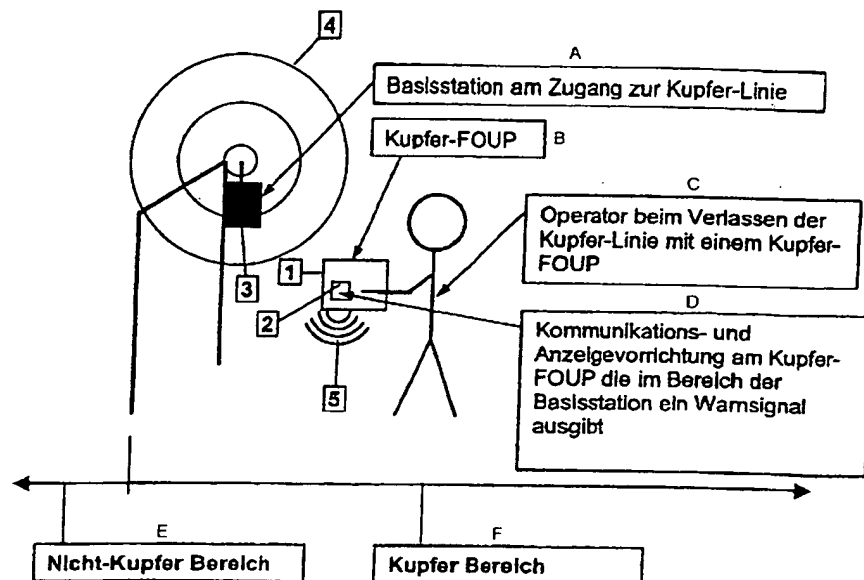 4
A
Basisstation am Zugang zur Kupfer-Linie
Kupfer-FOUP
B
C
Operator beim Verlassen der
Kupfer-Linie mit einem Kupfer-
FOUP
1
3
2
D
Kommunikations- und
Anzeigevorrichtung am Kupfer-
FOUP die im Bereich der
Basisstation ein Warnsignal
ausgibt
5
E
F
Nicht-Kupfer Bereich
Kupfer Bereich